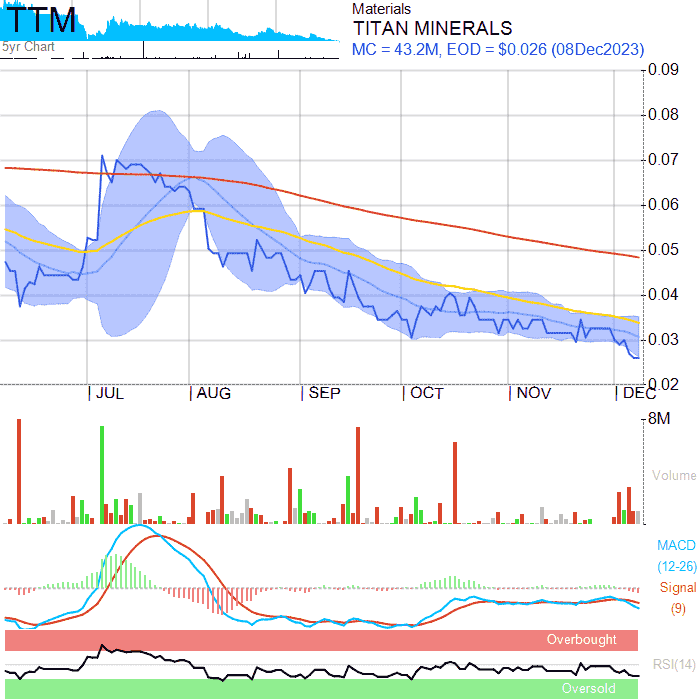 TTM
5yr Chart
Materials
TITAN MINERALS
MC = 43.2M, EOD = $0.026 (08Dec2023)
0.09
0.08
0.07
0.06
0.05
0.04
0.03
0.02
JUL
AUG
SEP
OCT
NOV
DEC
8M
Volume
MACD
(12-26)
Signal
(9)
Overbought
RSI(14)
Oversold